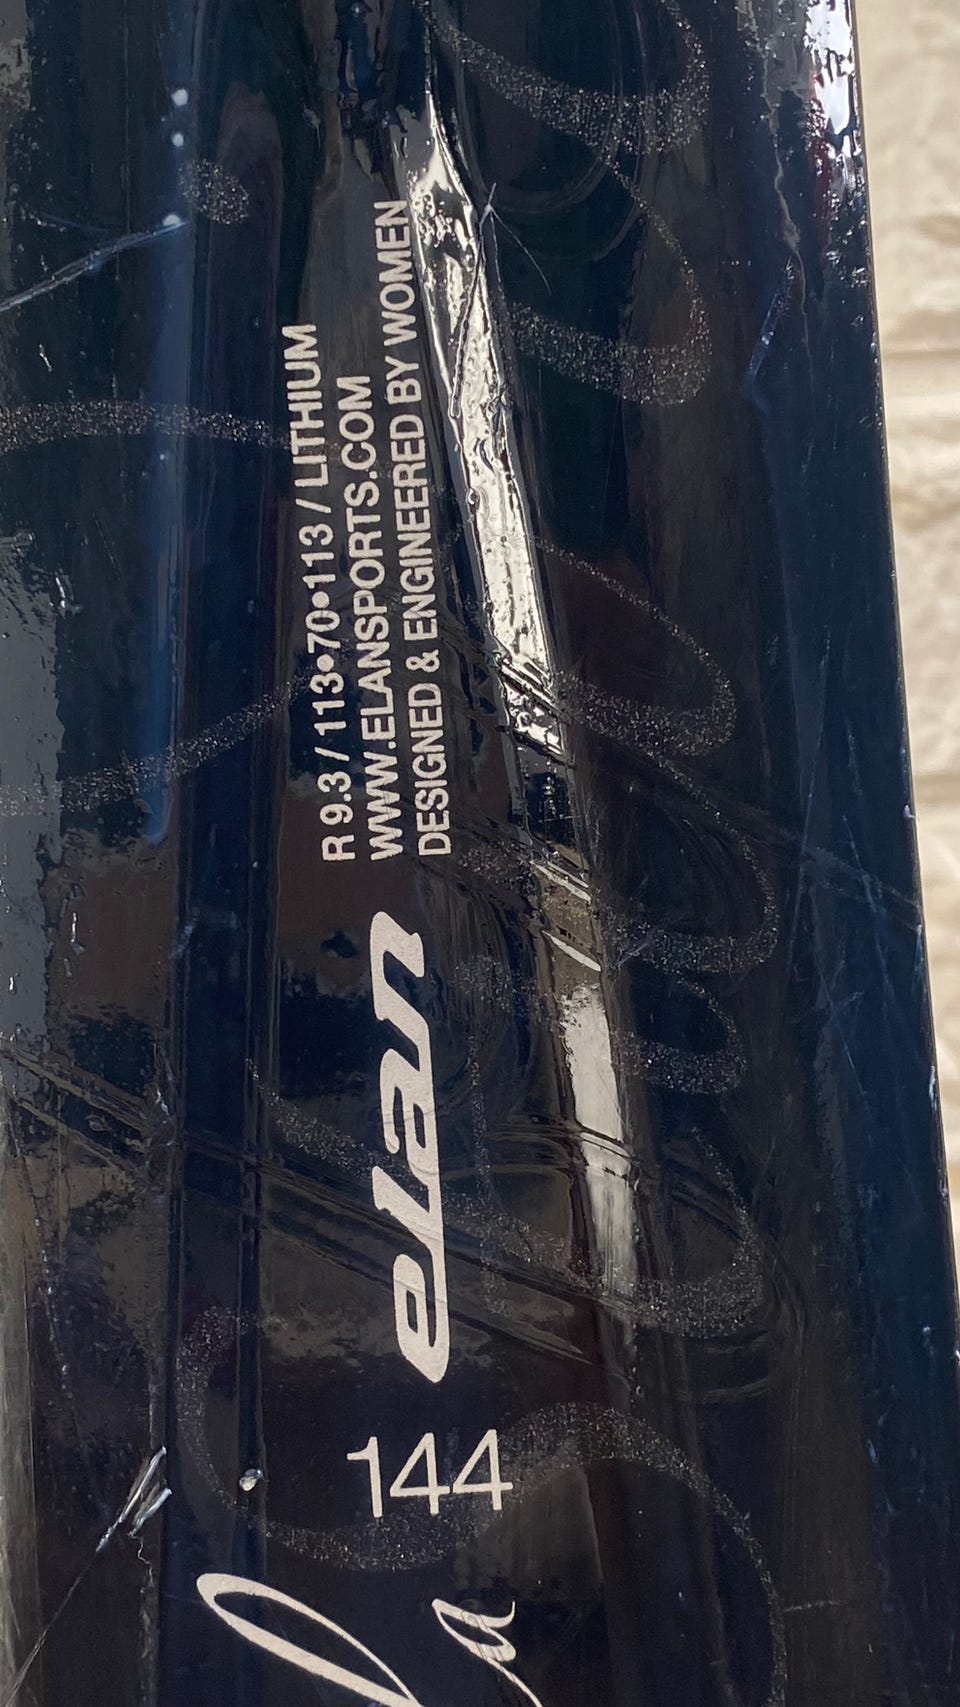 R 9.3 / 113•70•113 / LITHIUM
WWW.ELANSPORTS.COM
DESIGNED & ENGINEERED BY WOMEN
elan
144